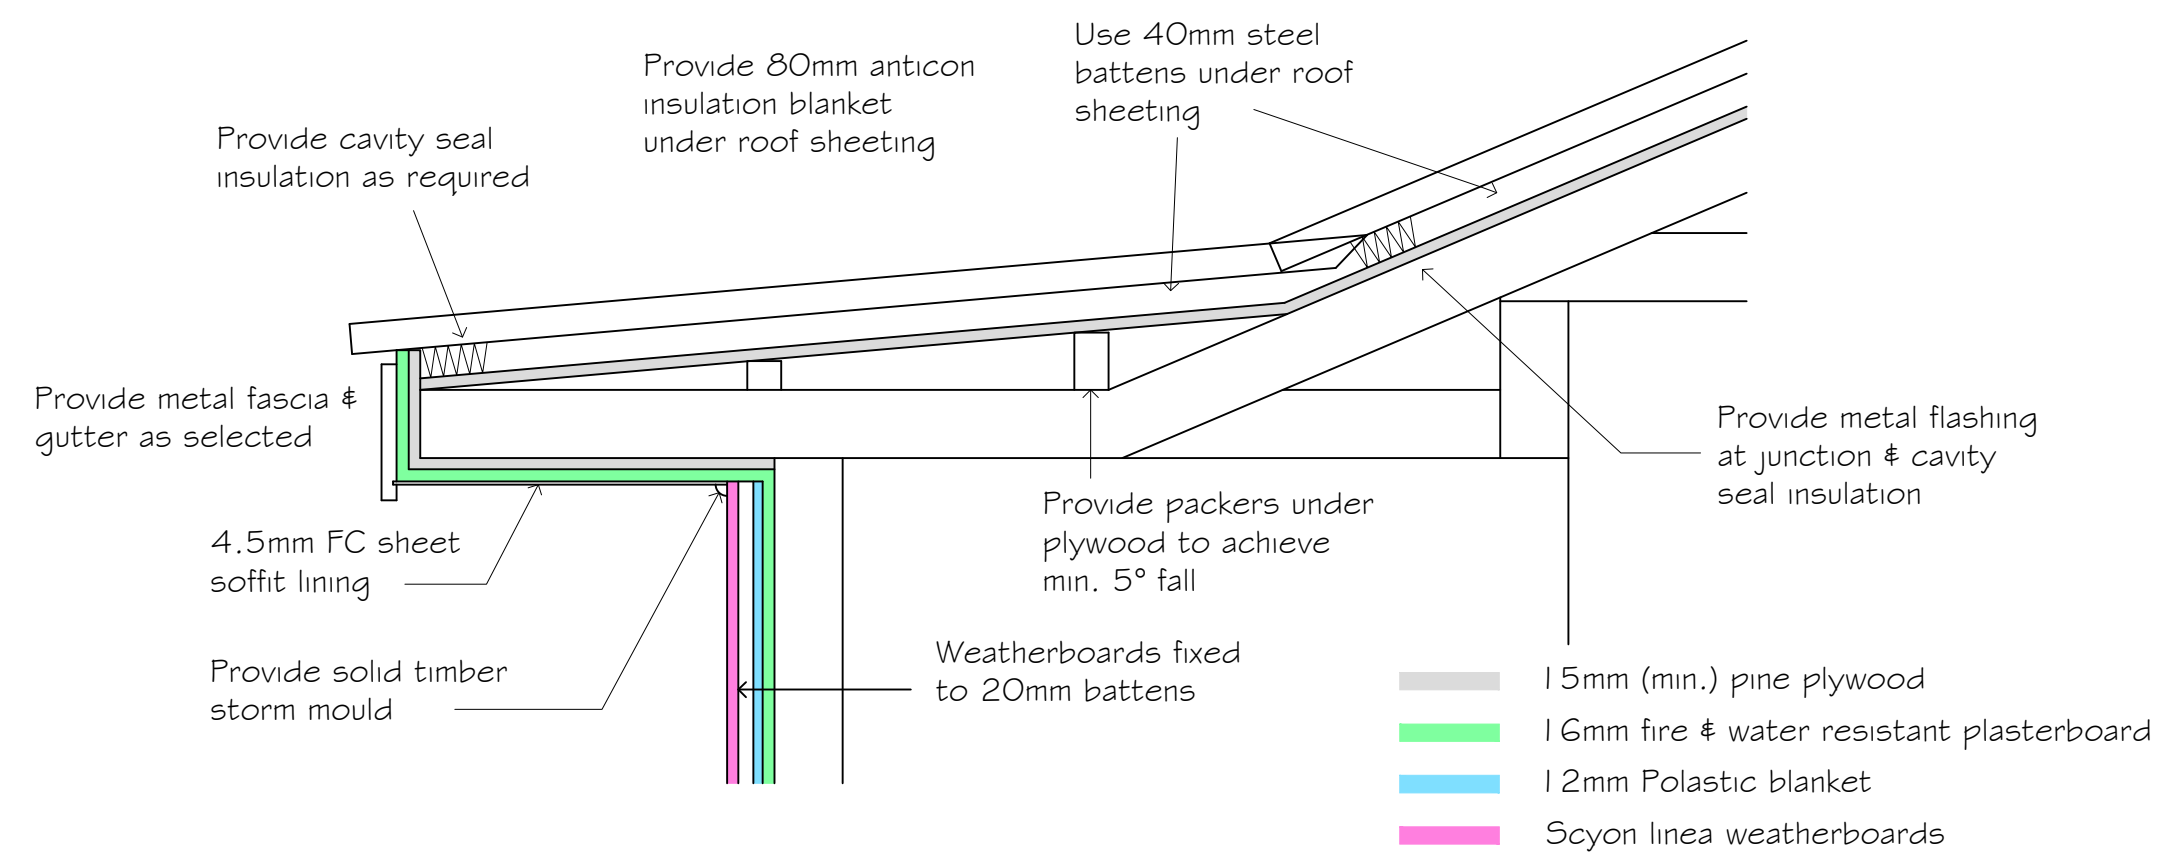 Use 40mm steel
battens under roof
sheeting
Provide 80mm anticon
insulation blanket
under roof sheeting
Provide cavity seal
insulation as required
Provide metal fascia &
gutter as selected
4.5mm FC sheet
soffit lining
Provide solid timber
storm mould
Weatherboards fixed
to 20mm battens
Provide packers under
plywood to achieve
min. 5° fall
Provide metal flashing
at junction & cavity
seal insulation
15mm (min.) pine plywood
16mm fire & water resistant plasterboard
12mm Polastic blanket
Scyon linea weatherboards